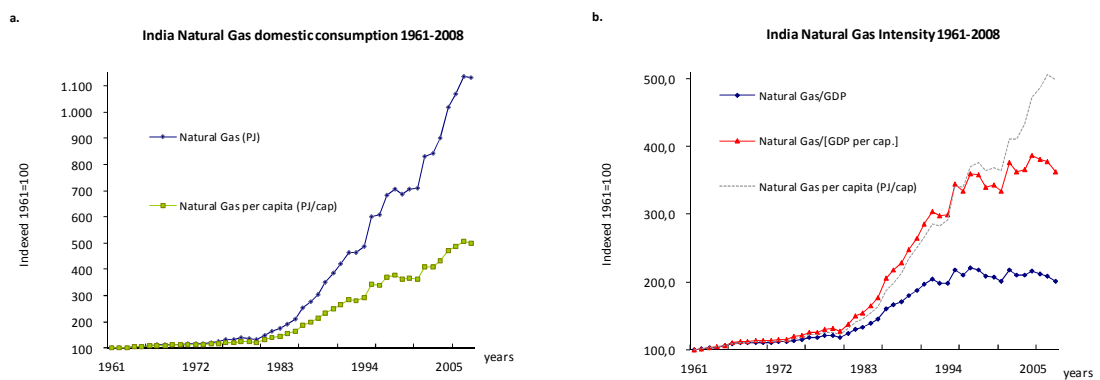 a.
India Natural Gas domestic consumption 1961-2008
Indexed 1961=100
1.100
1.000
900
800
700
600
500
400
300
200
100
Natural Gas (PJ)
Natural Gas per capita (PJ/cap)
1961 1972 1983 1994 2005
years
b.
India Natural Gas Intensity 1961-2008
Indexed 1961=100
500,0
400,0
300,0
200,0
100,0
Natural Gas/GDP
Natural Gas/[GDP per cap.]
Natural Gas per capita (PJ/cap)
1961 1972 1983 1994 2005
years